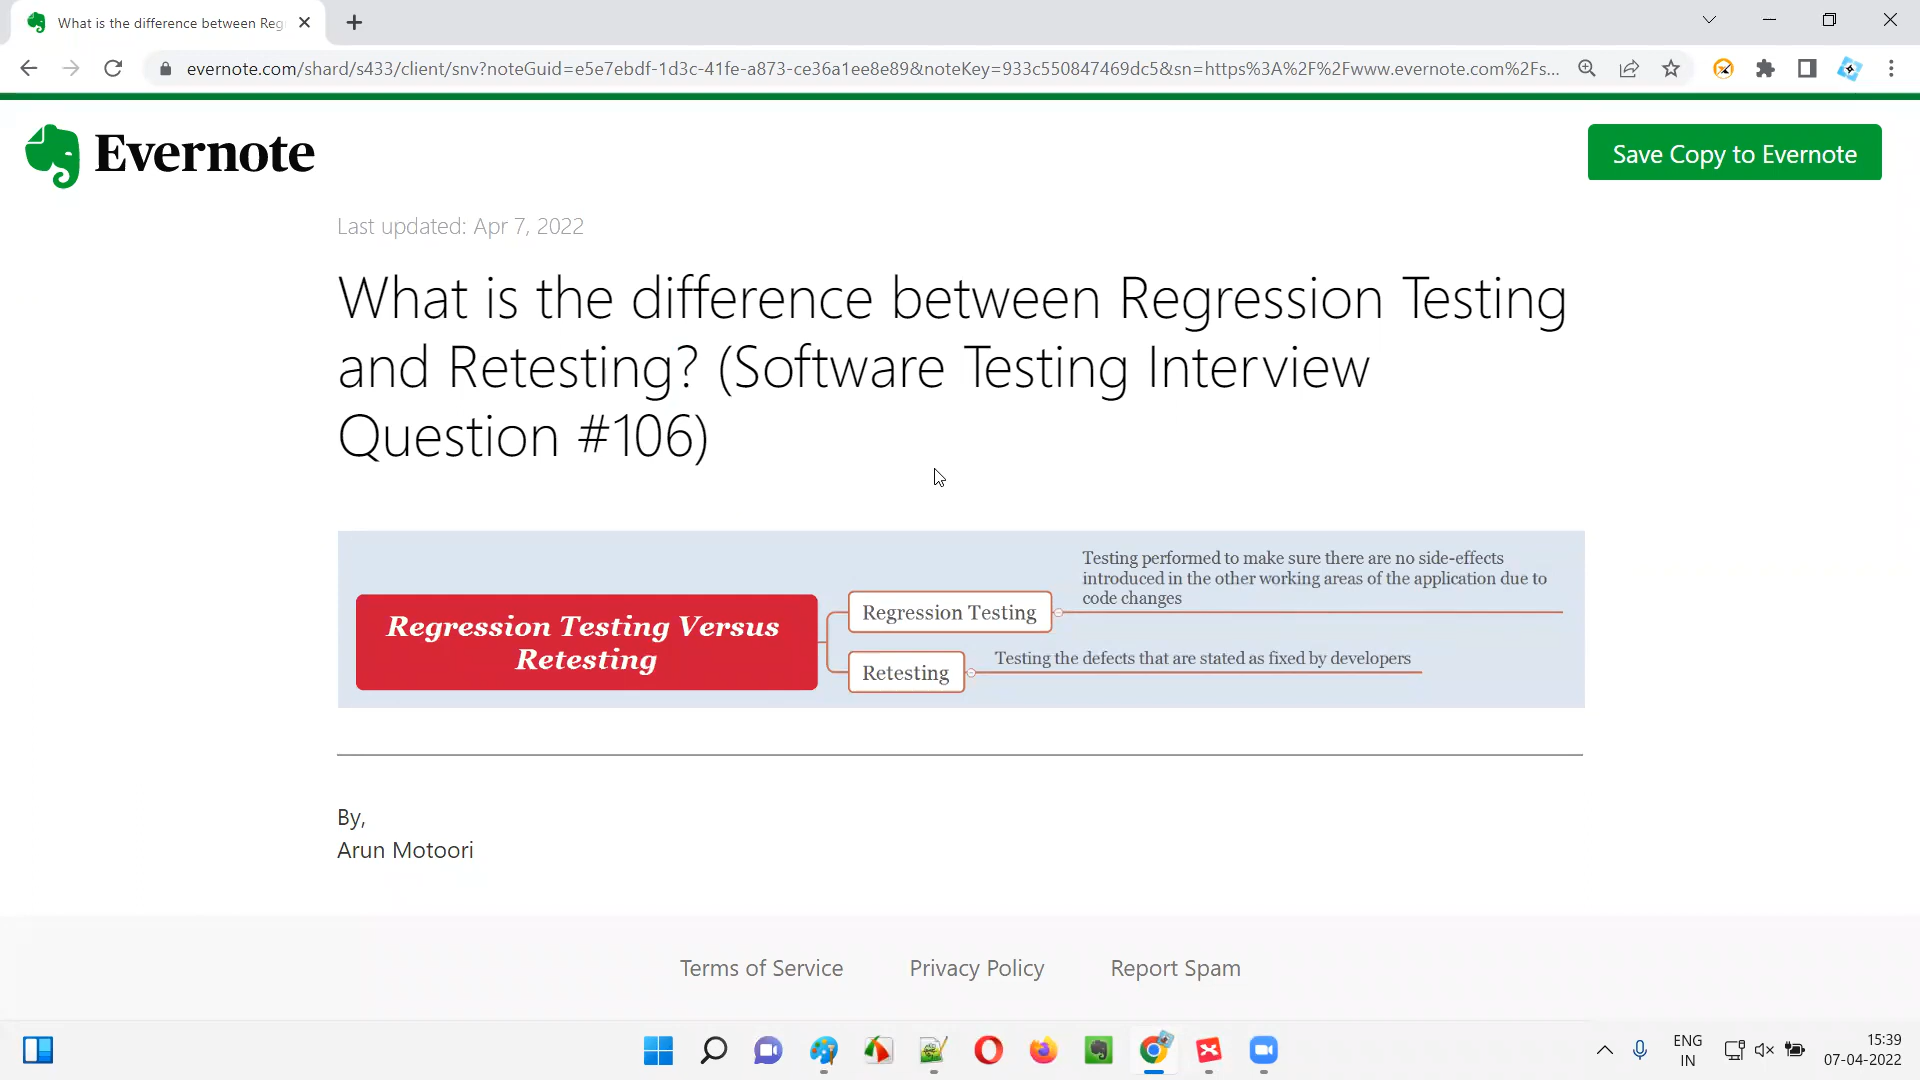 What is the difference between Reg
evernote.com/shard/s433/client/snv?noteGuid=e5e7ebdf-1d3c-41fe-a873-ce36a1ee8e89&noteKey=933c550847469dc5&sn=https%3A%2F%2Fwww.evernote.com%2Fs...
Evernote
Save Copy to Evernote
Last updated: Apr 7, 2022
What is the difference between Regression Testing
and Retesting? (Software Testing Interview
Question #106)
Regression Testing Versus
Retesting
Regression Testing
Testing performed to make sure there are no side-effects
introduced in the other working areas of the application due to
code changes
Retesting
Testing the defects that are stated as fixed by developers
By,
Arun Motoori
Terms of Service
Privacy Policy
Report Spam
ENG
IN
15:39
07-04-2022